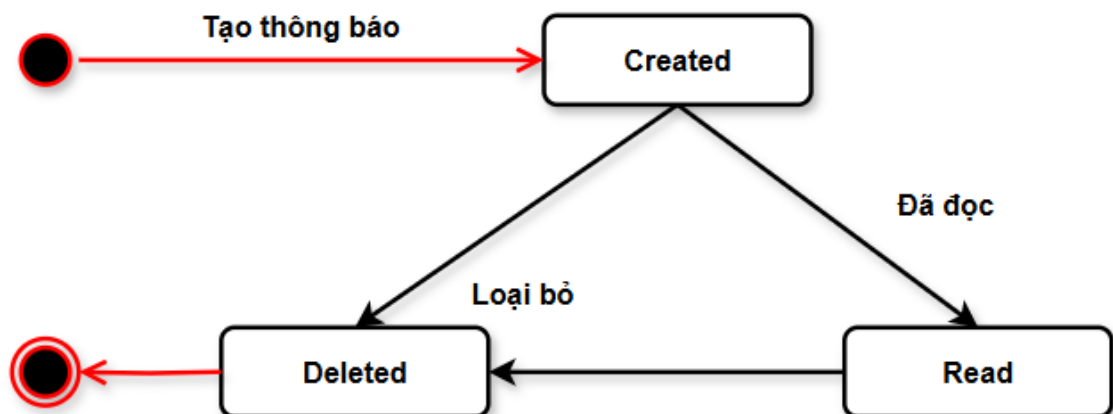 Tạo thông báo
Created
Đã đọc
Loại bỏ
Deleted
Read